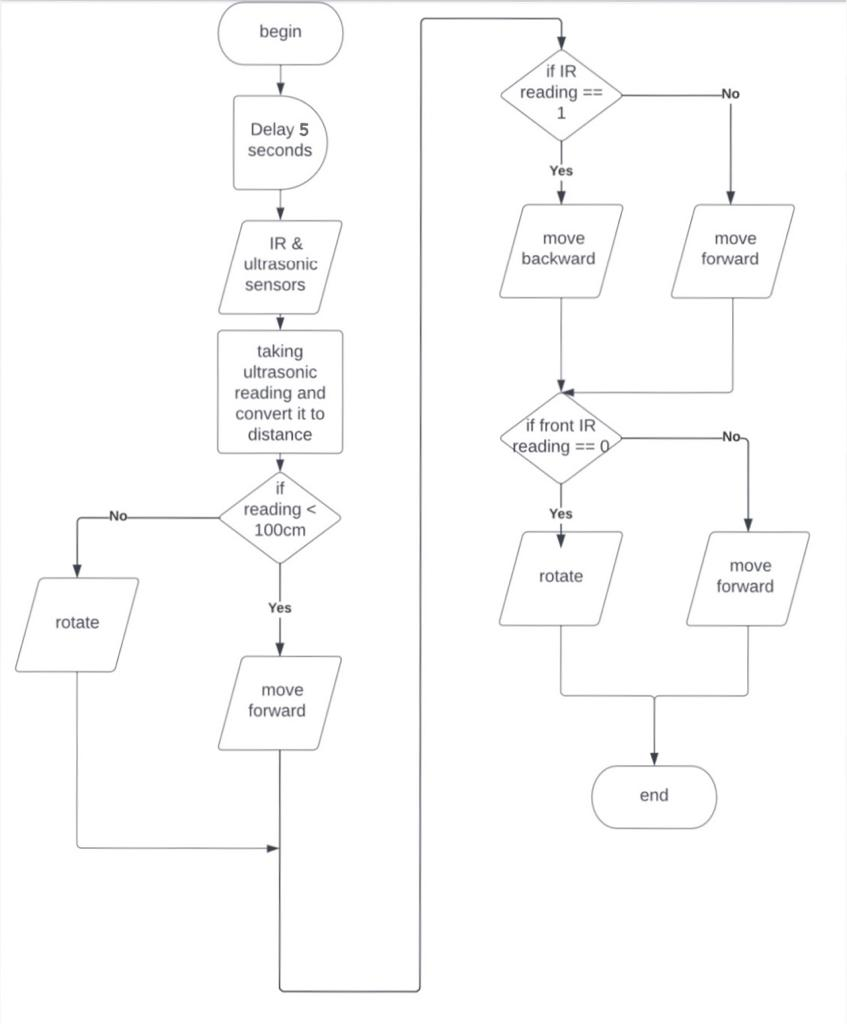 begin
Delay 5
seconds
IR &
ultrasonic
sensors
taking
ultrasonic
reading and
convert it to
distance
if
reading <
100cm
No
Yes
rotate
move
forward
if IR
reading ==
1
No
Yes
move
backward
move
forward
if front IR
reading == 0
No
Yes
rotate
move
forward
end